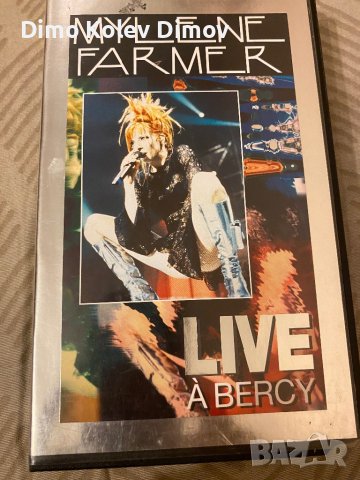 Dimo Kolev Dimov
MYLENE
FARMER
LIVE
À BERCY
BAZAR